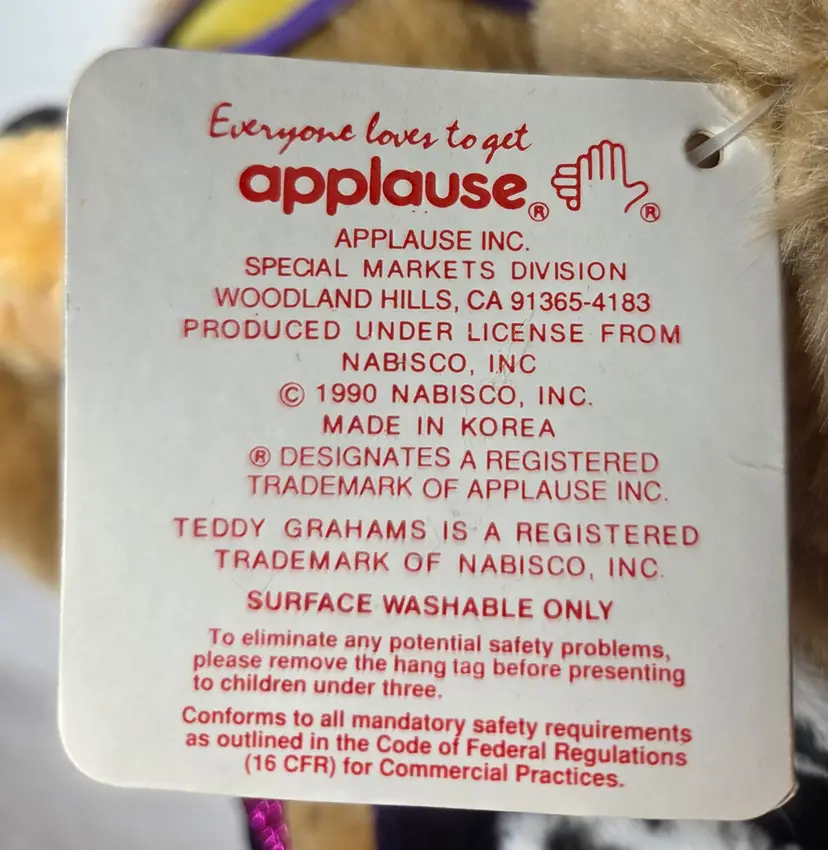 Everyone loves to get
applause® ®
APPLAUSE INC.
SPECIAL MARKETS DIVISION
WOODLAND HILLS, CA 91365-4183
PRODUCED UNDER LICENSE FROM
NABISCO, INC
© 1990 NABISCO, INC.
MADE IN KOREA
® DESIGNATES A REGISTERED
TRADEMARK OF APPLAUSE INC.
TEDDY GRAHAMS IS A REGISTERED
TRADEMARK OF NABISCO, INC.
SURFACE WASHABLE ONLY
To eliminate any potential safety problems,
please remove the hang tag before presenting
to children under three.
Conforms to all mandatory safety requirements
as outlined in the Code of Federal Regulations
(16 CFR) for Commercial Practices.